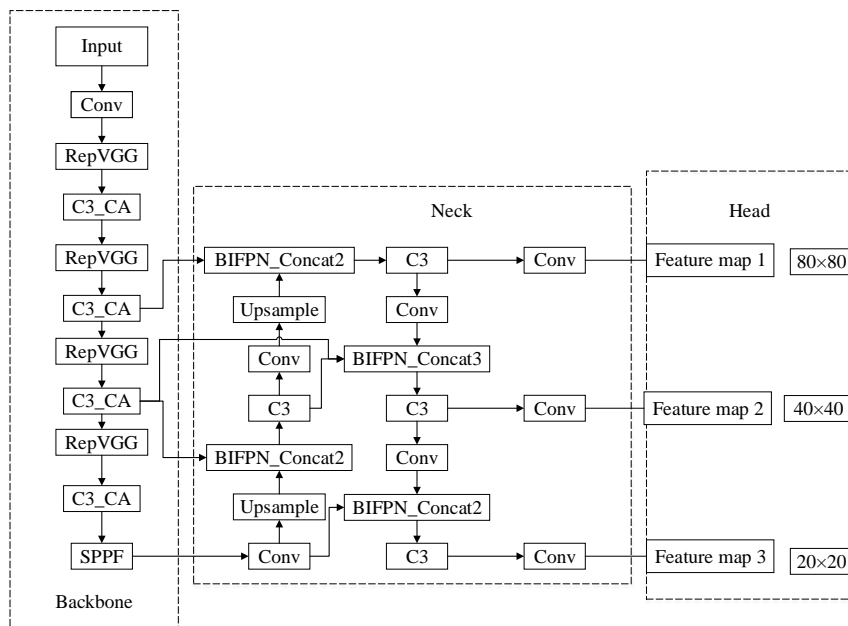 Input
Conv
RepVGG
C3_CA
RepVGG
C3_CA
RepVGG
C3_CA
RepVGG
C3_CA
SPPF
Backbone
Neck
BIFPN_Concat2
Upsample
Conv
C3
BIFPN_Concat2
Upsample
Conv
C3
Conv
BIFPN_Concat3
C3
Conv
BIFPN_Concat2
C3
Conv
Conv
Conv
Head
Feature map 1
80×80
Feature map 2
40×40
Feature map 3
20×20